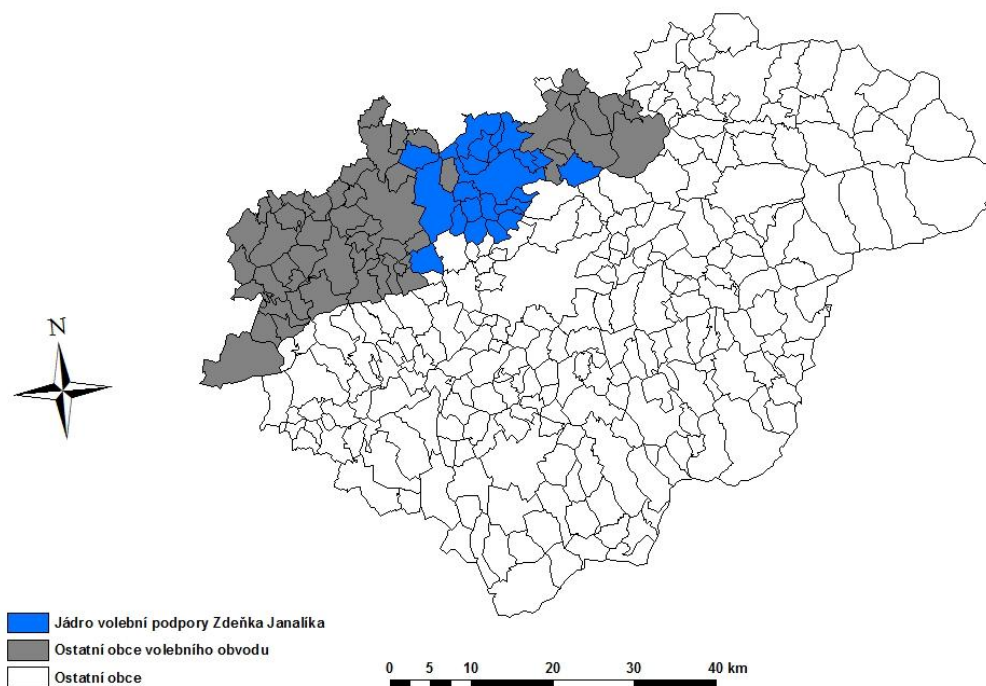 N
Jádro volební podpory Zdeňka Janalíka
Ostatní obce volebního obvodu
Ostatní obce
0 5 10 20 30 40 km